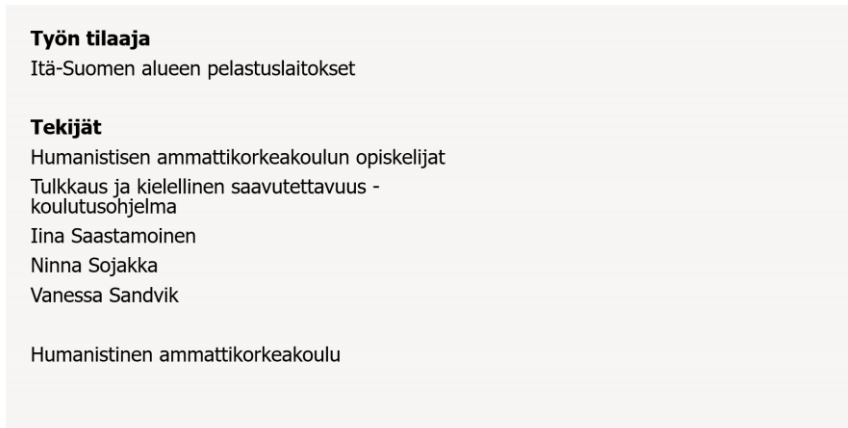 Työn tilaaja
Itä-Suomen alueen pelastuslaitokset
Tekijät
Humanistisen ammattikorkeakoulun opiskelijat
Tulkkaus ja kielellinen saavutettavuus -
koulutusohjelma
Iina Saastamoinen
Ninna Sojakka
Vanessa Sandvik
Humanistinen ammattikorkeakoulu